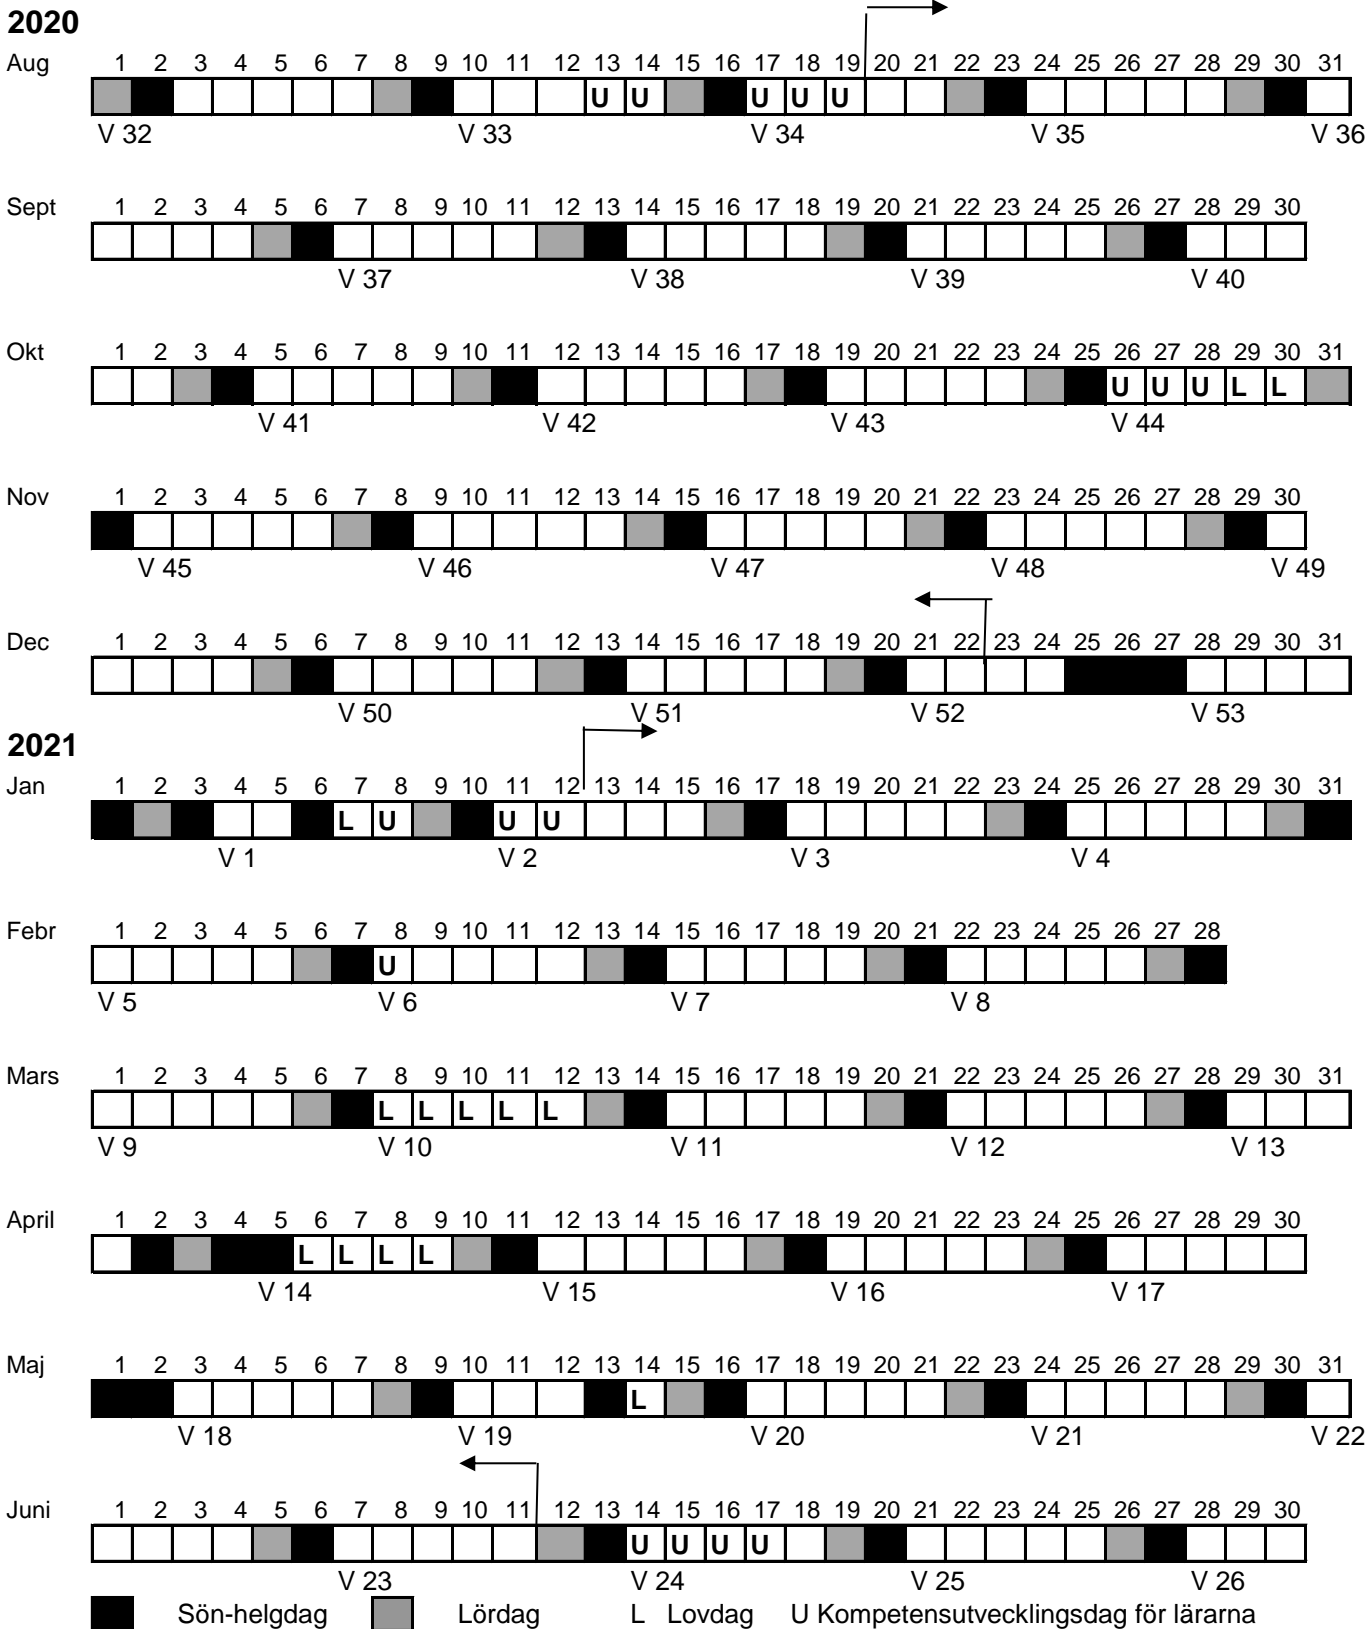 2020
Aug 1 2 3 4 5 6 7 8 9 10 11 12 13 14 15 16 17 18 19 20 21 22 23 24 25 26 27 28 29 30 31
U U U U U
V 32 V 33 V 34 V 35 V 36
Sept 1 2 3 4 5 6 7 8 9 10 11 12 13 14 15 16 17 18 19 20 21 22 23 24 25 26 27 28 29 30
V 37 V 38 V 39 V 40
Okt 1 2 3 4 5 6 7 8 9 10 11 12 13 14 15 16 17 18 19 20 21 22 23 24 25 26 27 28 29 30 31
U U U L L
V 41 V 42 V 43 V 44
Nov 1 2 3 4 5 6 7 8 9 10 11 12 13 14 15 16 17 18 19 20 21 22 23 24 25 26 27 28 29 30
V 45 V 46 V 47 V 48 V 49
Dec 1 2 3 4 5 6 7 8 9 10 11 12 13 14 15 16 17 18 19 20 21 22 23 24 25 26 27 28 29 30 31
V 50 V 51 V 52 V 53
2021
Jan 1 2 3 4 5 6 7 8 9 10 11 12 13 14 15 16 17 18 19 20 21 22 23 24 25 26 27 28 29 30 31
L U U U
V 1 V 2 V 3 V 4
Febr 1 2 3 4 5 6 7 8 9 10 11 12 13 14 15 16 17 18 19 20 21 22 23 24 25 26 27 28
U
V 5 V 6 V 7 V 8
Mars 1 2 3 4 5 6 7 8 9 10 11 12 13 14 15 16 17 18 19 20 21 22 23 24 25 26 27 28 29 30 31
L L L L L
V 9 V 10 V 11 V 12 V 13
April 1 2 3 4 5 6 7 8 9 10 11 12 13 14 15 16 17 18 19 20 21 22 23 24 25 26 27 28 29 30
L L L L
V 14 V 15 V 16 V 17
Maj 1 2 3 4 5 6 7 8 9 10 11 12 13 14 15 16 17 18 19 20 21 22 23 24 25 26 27 28 29 30 31
L
V 18 V 19 V 20 V 21 V 22
Juni 1 2 3 4 5 6 7 8 9 10 11 12 13 14 15 16 17 18 19 20 21 22 23 24 25 26 27 28 29 30
U U U U
V 23 V 24 V 25 V 26
Sön-helgdag Lördag L Lovdag U Kompetensutvecklingsdag för lärarna